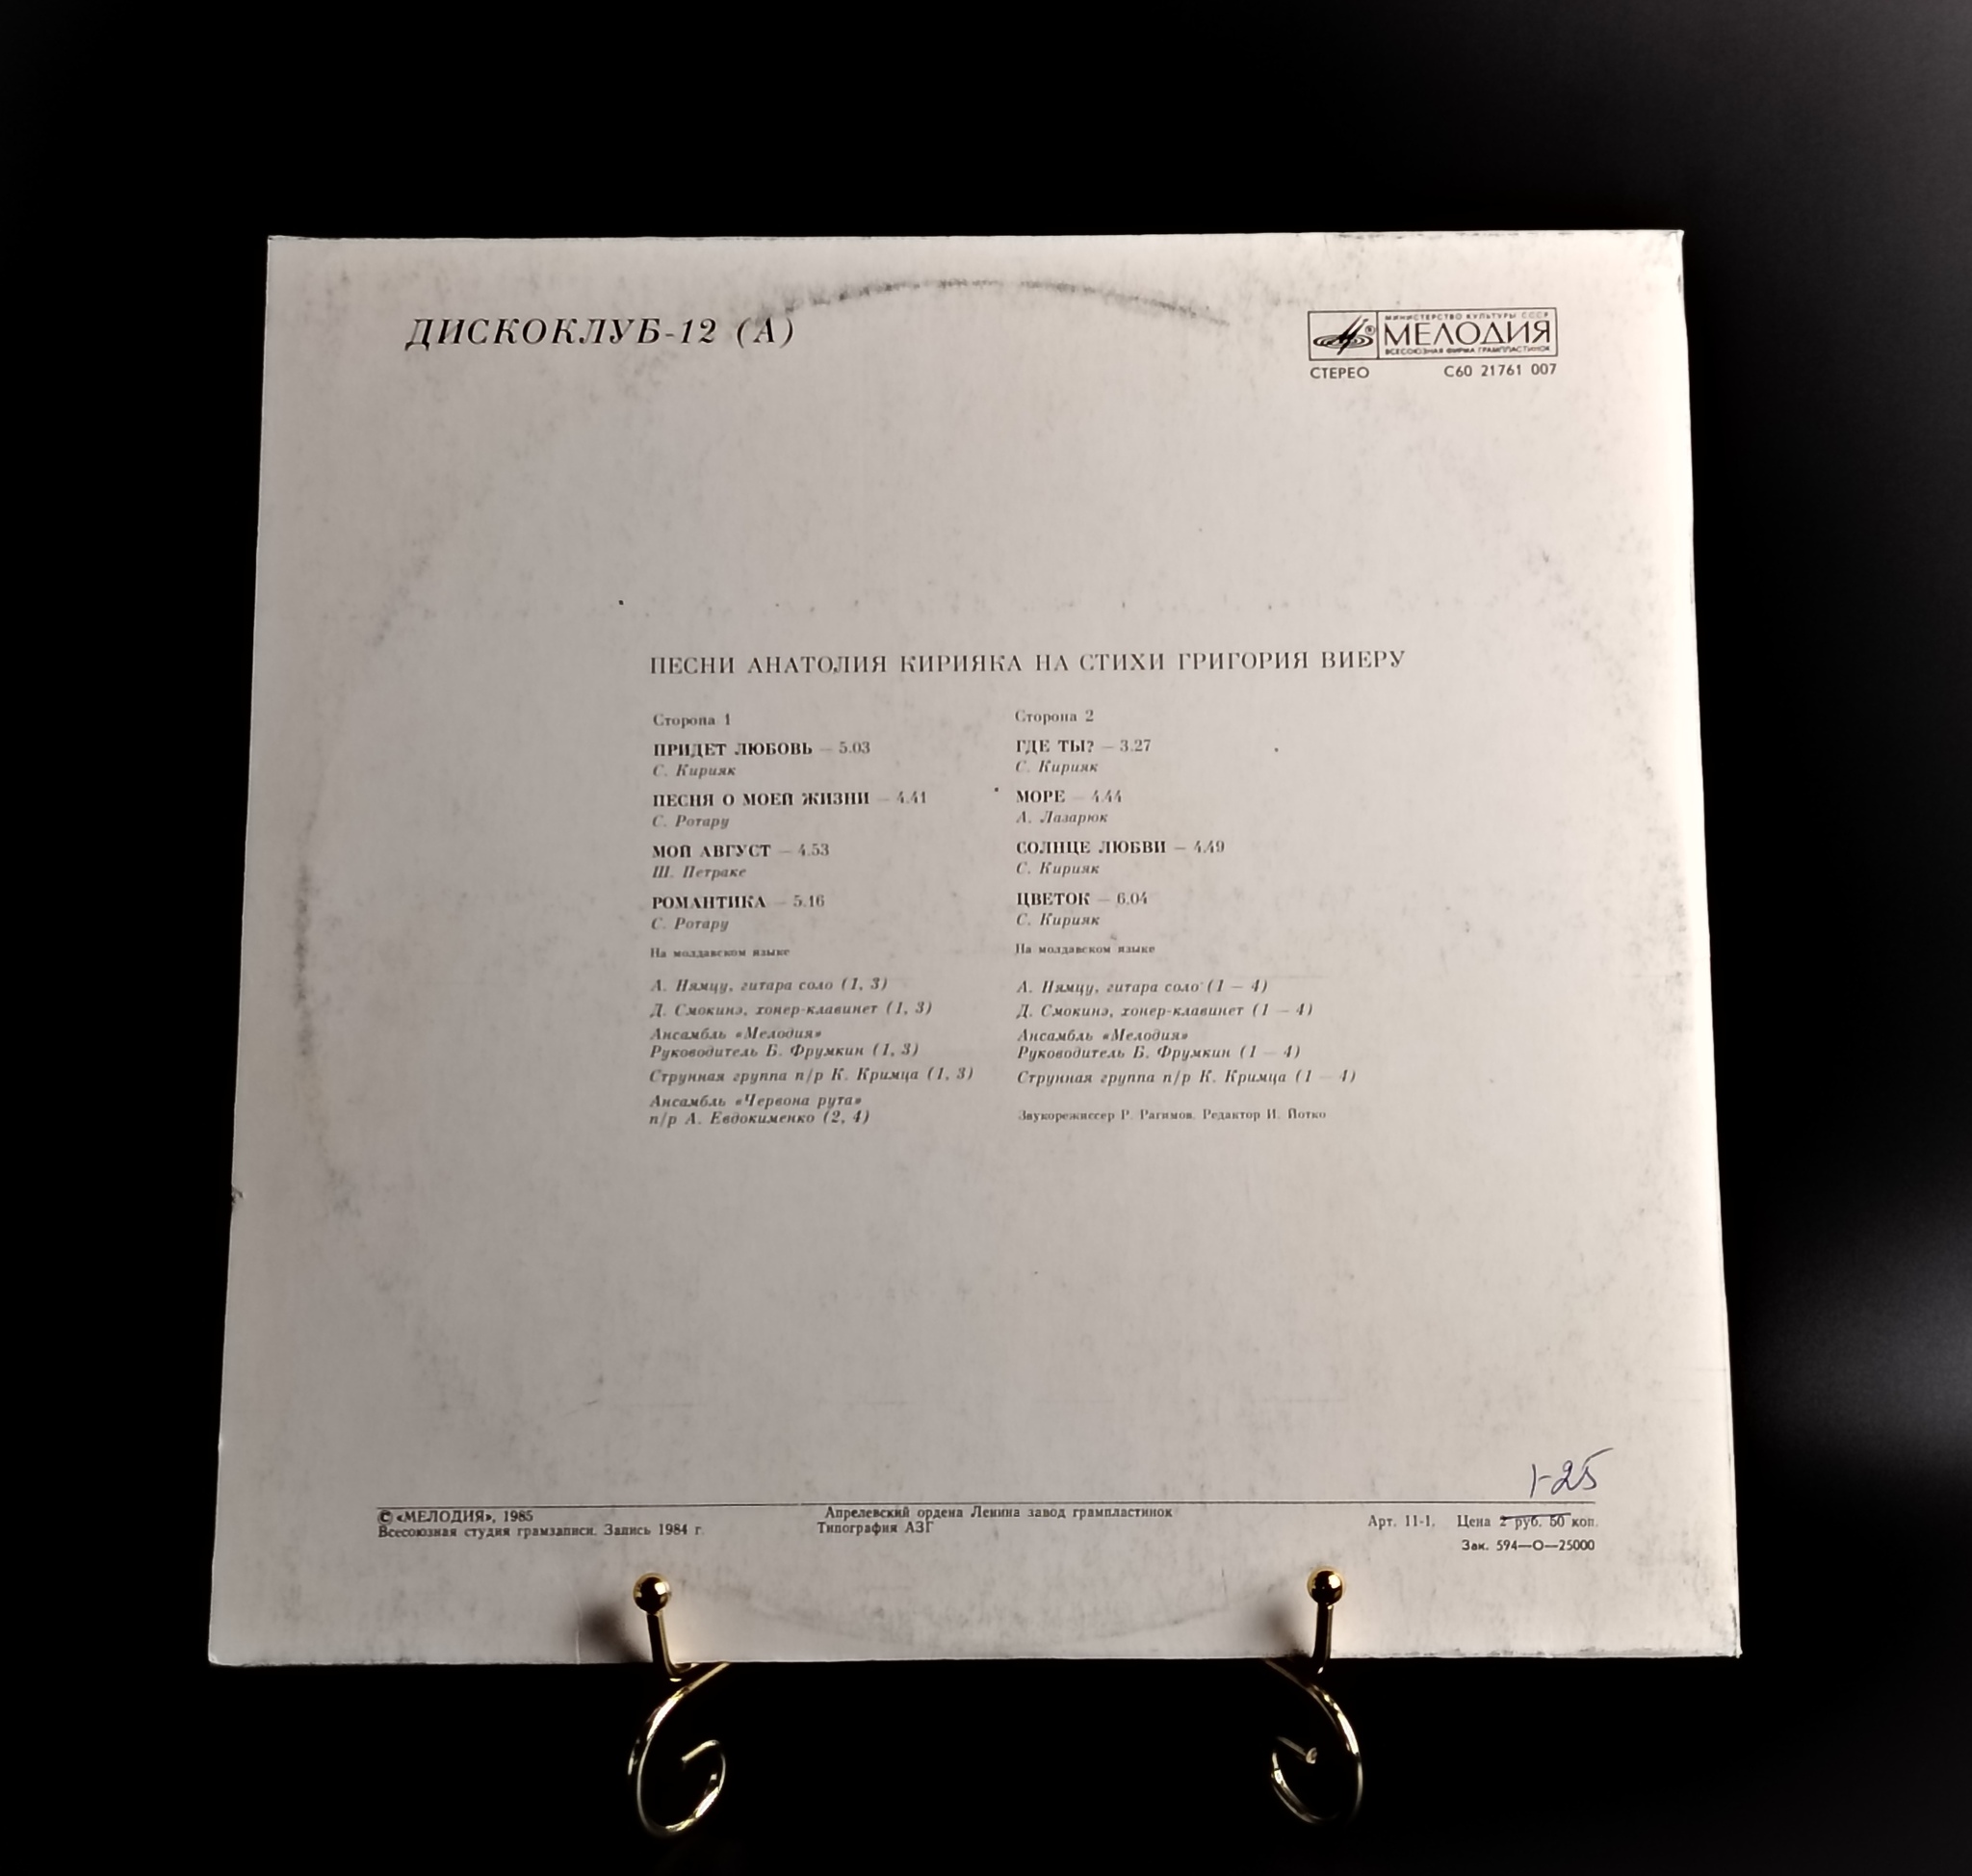 ДИСКОКЛУБ-12 (А)
МИНИСТЕРСТВО КУЛЬТУРЫ СССР
МЕЛОДИЯ
ВСЕСОЮЗНАЯ ФИРМА ГРАМПЛАСТИНОК
СТЕРЕО С60 21761 007
ПЕСНИ АНАТОЛИЯ КИРИЯКА НА СТИХИ ГРИГОРИЯ ВИЕРУ
Сторона 1
ПРИДЕТ ЛЮБОВЬ — 5.03
С. Кирияк
ПЕСНЯ О МОЕЙ ЖИЗНИ — 4.41
С. Ротару
МОЙ АВГУСТ — 4.53
Ш. Петраке
РОМАНТИКА — 5.16
С. Ротару
На молдавском языке
А. Нямцу, гитара соло (1, 3)
Д. Смокинэ, хонер-клавинет (1, 3)
Ансамбль «Мелодия»
Руководитель Б. Фрумкин (1, 3)
Струнная группа п/р К. Кримца (1, 3)
Ансамбль «Червона рута»
п/р А. Евдокименко (2, 4)
Сторона 2
ГДЕ ТЫ? — 3.27
С. Кирияк
МОРЕ — 4.44
А. Лазарюк
СОЛНЦЕ ЛЮБВИ — 4.49
С. Кирияк
ЦВЕТОК — 6.04
С. Кирияк
На молдавском языке
А. Нямцу, гитара соло (1 — 4)
Д. Смокинэ, хонер-клавинет (1 — 4)
Ансамбль «Мелодия»
Руководитель Б. Фрумкин (1 — 4)
Струнная группа п/р К. Кримца (1 — 4)
Звукорежиссер Р. Рагимов. Редактор И. Йотко
1-25
© «МЕЛОДИЯ», 1985
Всесоюзная студия грамзаписи. Запись 1984 г.
Апрелевский ордена Ленина завод грампластинок
Типография АЗГ
Арт. 11-1. Цена 2 руб. 50 коп.
Зак. 594—О—25000